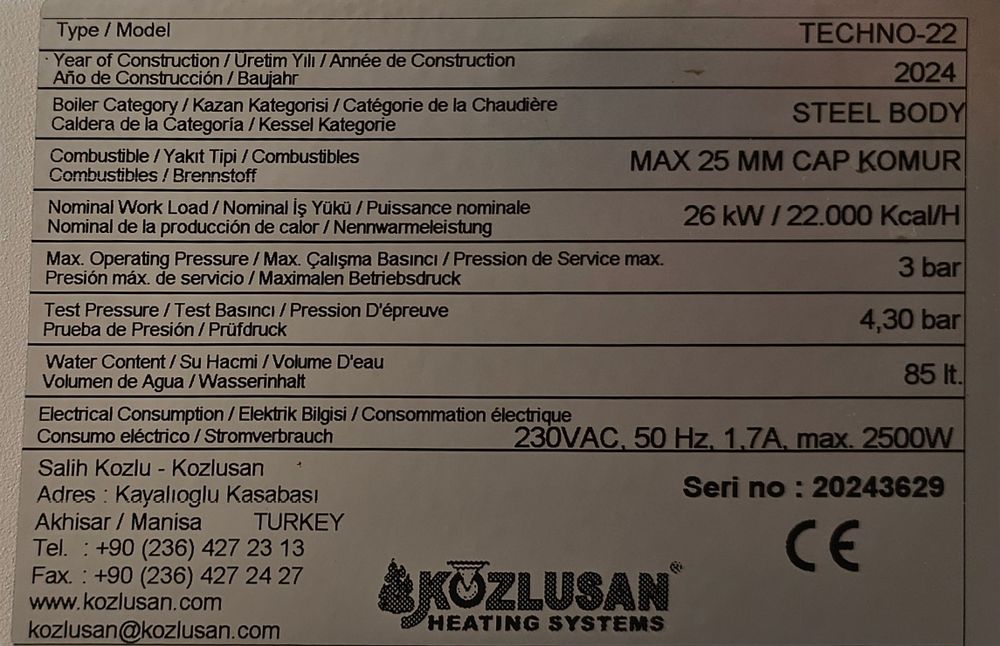 Type / Model
TECHNO-22
Year of Construction / Üretim Yılı / Année de Construction
Año de Construcción / Baujahr
2024
Boiler Category / Kazan Kategorisi / Catégorie de la Chaudière
Caldera de la Categoría / Kessel Kategorie
STEEL BODY
Combustible / Yakıt Tipi / Combustibles
Combustibles / Brennstoff
MAX 25 MM CAP KOMUR
Nominal Work Load / Nominal İş Yükü / Puissance nominale
Nominal de la producción de calor / Nennwarmeleistung
26 kW / 22.000 Kcal/H
Max. Operating Pressure / Max. Çalışma Basıncı / Pression de Service max.
Presión máx. de servicio / Maximalen Betriebsdruck
3 bar
Test Pressure / Test Basıncı / Pression D'épreuve
Prueba de Presión / Prüfdruck
4,30 bar
Water Content / Su Hacmi / Volume D'eau
Volumen de Agua / Wasserinhalt
85 lt.
Electrical Consumption / Elektrik Bilgisi / Consommation électrique
Consumo eléctrico / Stromverbrauch
230VAC, 50 Hz, 1,7A, max. 2500W
Salih Kozlu - Kozlusan
Adres : Kayalıoglu Kasabası
Akhisar / Manisa TURKEY
Tel. : +90 (236) 427 23 13
Fax. : +90 (236) 427 24 27
www.kozlusan.com
kozlusan@kozlusan.com
Seri no : 20243629
CE
KOZLUSAN®
HEATING SYSTEMS